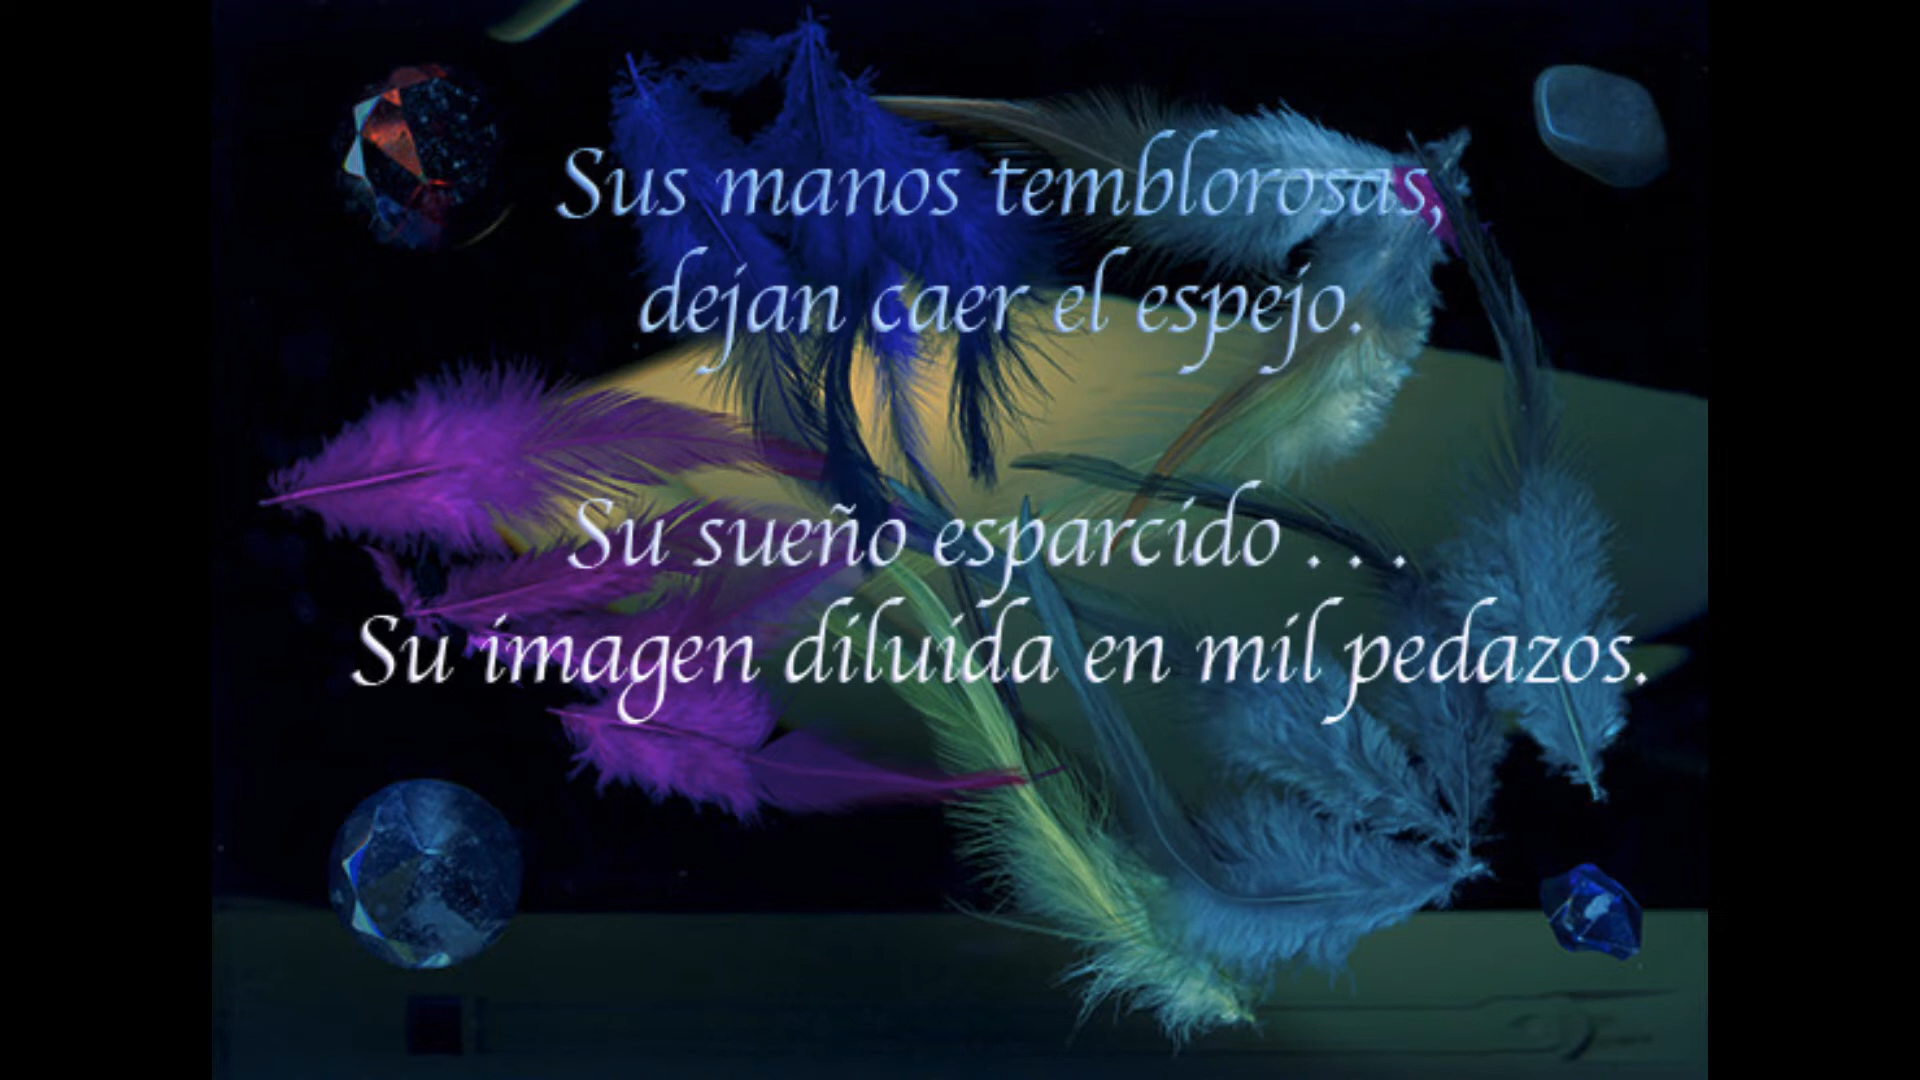 Sus manos temblorosas,
dejan caer el espejo.
Su sueño esparcido . . .
Su imagen diluida en mil pedazos.